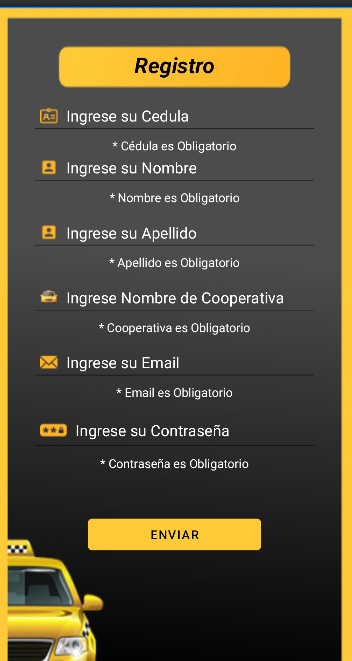 Registro
Ingrese su Cedula
* Cédula es Obligatorio
Ingrese su Nombre
* Nombre es Obligatorio
Ingrese su Apellido
* Apellido es Obligatorio
Ingrese Nombre de Cooperativa
* Cooperativa es Obligatorio
Ingrese su Email
* Email es Obligatorio
Ingrese su Contraseña
* Contraseña es Obligatorio
ENVIAR